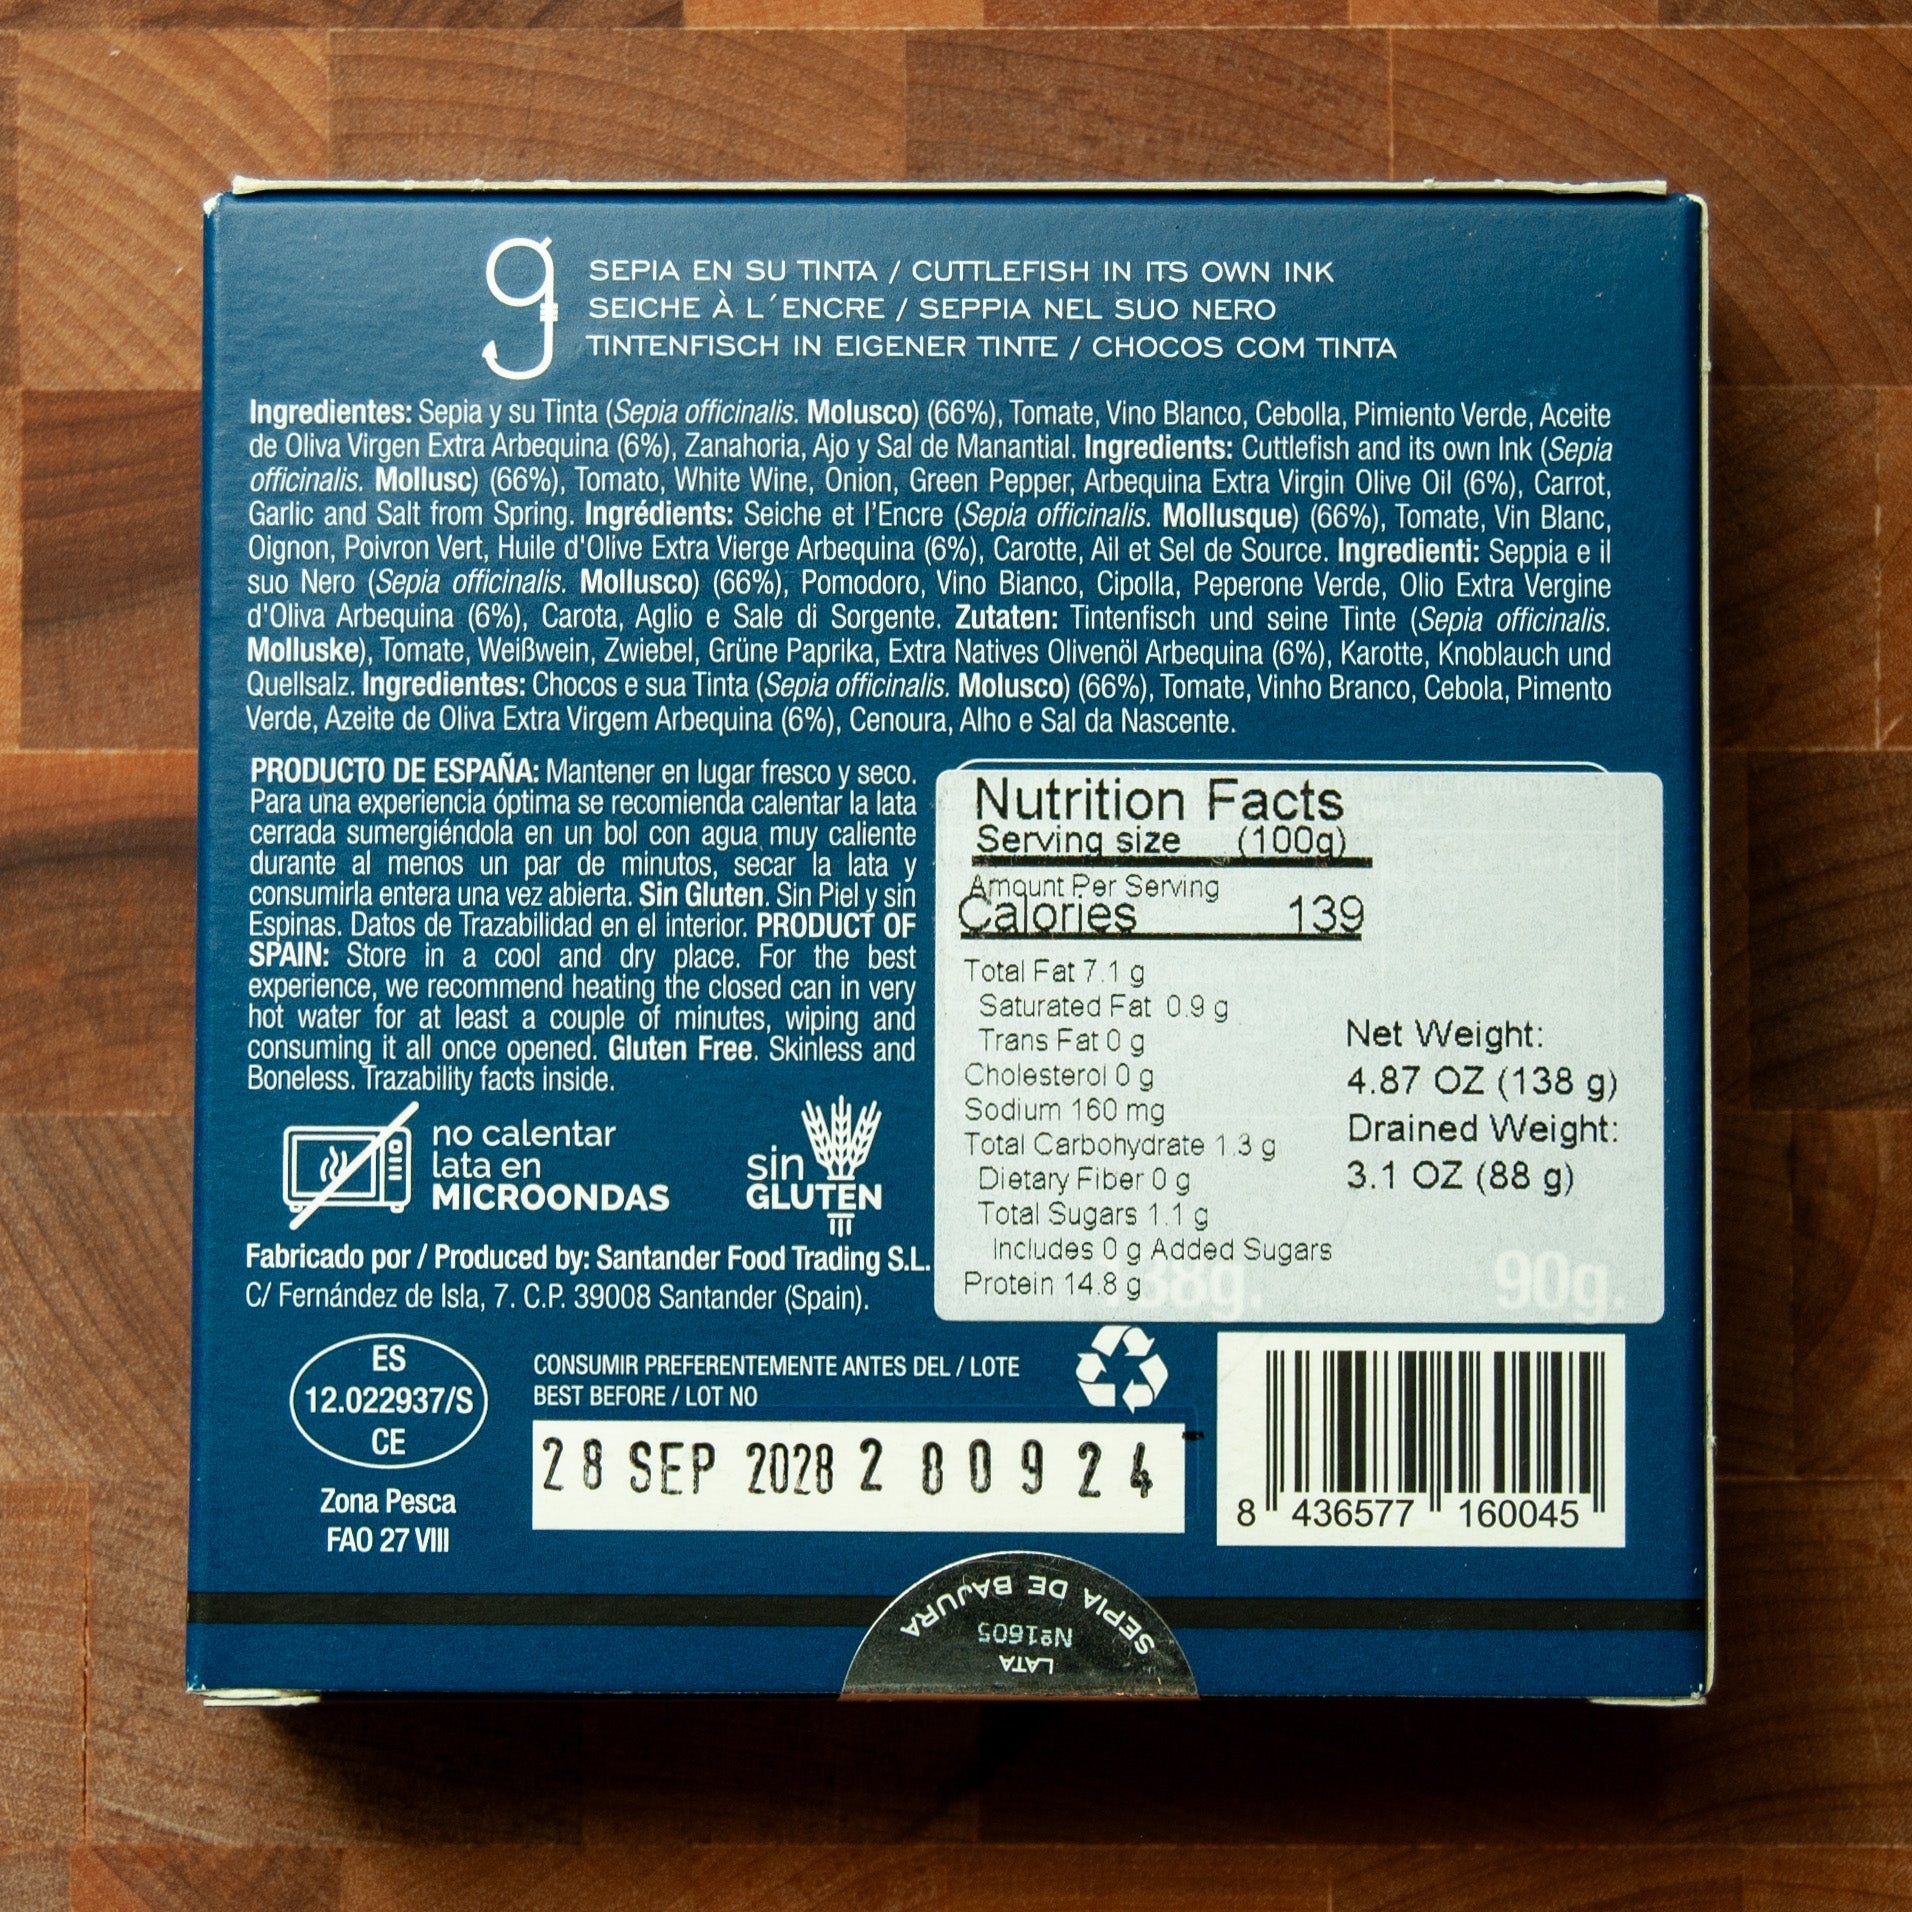 g
SEPIA EN SU TINTA / CUTTLEFISH IN ITS OWN INK
SEICHE À L´ENCRE / SEPPIA NEL SUO NERO
TINTENFISCH IN EIGENER TINTE / CHOCOS COM TINTA
Ingredientes: Sepia y su Tinta (Sepia officinalis. Molusco) (66%), Tomate, Vino Blanco, Cebolla, Pimiento Verde, Aceite
de Oliva Virgen Extra Arbequina (6%), Zanahoria, Ajo y Sal de Manantial. Ingredients: Cuttlefish and its own Ink (Sepia
officinalis. Mollusc) (66%), Tomato, White Wine, Onion, Green Pepper, Arbequina Extra Virgin Olive Oil (6%), Carrot,
Garlic and Salt from Spring. Ingrédients: Seiche et l'Encre (Sepia officinalis. Mollusque) (66%), Tomate, Vin Blanc,
Oignon, Poivron Vert, Huile d'Olive Extra Vierge Arbequina (6%), Carotte, Ail et Sel de Source. Ingredienti: Seppia e il
suo Nero (Sepia officinalis. Mollusco) (66%), Pomodoro, Vino Bianco, Cipolla, Peperone Verde, Olio Extra Vergine
d'Oliva Arbequina (6%), Carota, Aglio e Sale di Sorgente. Zutaten: Tintenfisch und seine Tinte (Sepia officinalis.
Molluske), Tomate, Weißwein, Zwiebel, Grüne Paprika, Extra Natives Olivenöl Arbequina (6%), Karotte, Knoblauch und
Quellsalz. Ingredientes: Chocos e sua Tinta (Sepia officinalis. Molusco) (66%), Tomate, Vinho Branco, Cebola, Pimento
Verde, Azeite de Oliva Extra Virgem Arbequina (6%), Cenoura, Alho e Sal da Nascente.
PRODUCTO DE ESPAÑA: Mantener en lugar fresco y seco.
Para una experiencia óptima se recomienda calentar la lata
cerrada sumergiéndola en un bol con agua muy caliente
durante al menos un par de minutos, secar la lata y
consumirla entera una vez abierta. Sin Gluten. Sin Piel y sin
Espinas. Datos de Trazabilidad en el interior. PRODUCT OF
SPAIN: Store in a cool and dry place. For the best
experience, we recommend heating the closed can in very
hot water for at least a couple of minutes, wiping and
consuming it all once opened. Gluten Free. Skinless and
Boneless. Trazability facts inside.
no calentar
lata en
MICROONDAS
sin
GLUTEN
Fabricado por / Produced by: Santander Food Trading S.L.
C/ Fernández de Isla, 7. C.P. 39008 Santander (Spain).
Nutrition Facts
Serving size (100g)
Amount Per Serving
Calories 139
Total Fat 7.1 g
Saturated Fat 0.9 g
Trans Fat 0 g
Cholesterol 0 g
Sodium 160 mg
Total Carbohydrate 1.3 g
Dietary Fiber 0 g
Total Sugars 1.1 g
Includes 0 g Added Sugars
Protein 14.8 g
Net Weight:
4.87 OZ (138 g)
Drained Weight:
3.1 OZ (88 g)
138g. 90g.
ES
12.022937/S
CE
Zona Pesca
FAO 27 VIII
CONSUMIR PREFERENTEMENTE ANTES DEL / LOTE
BEST BEFORE / LOT NO
28 SEP 2028 280924
8 436577 160045
SEPIA DE BAJURA
Nº1605
LATA